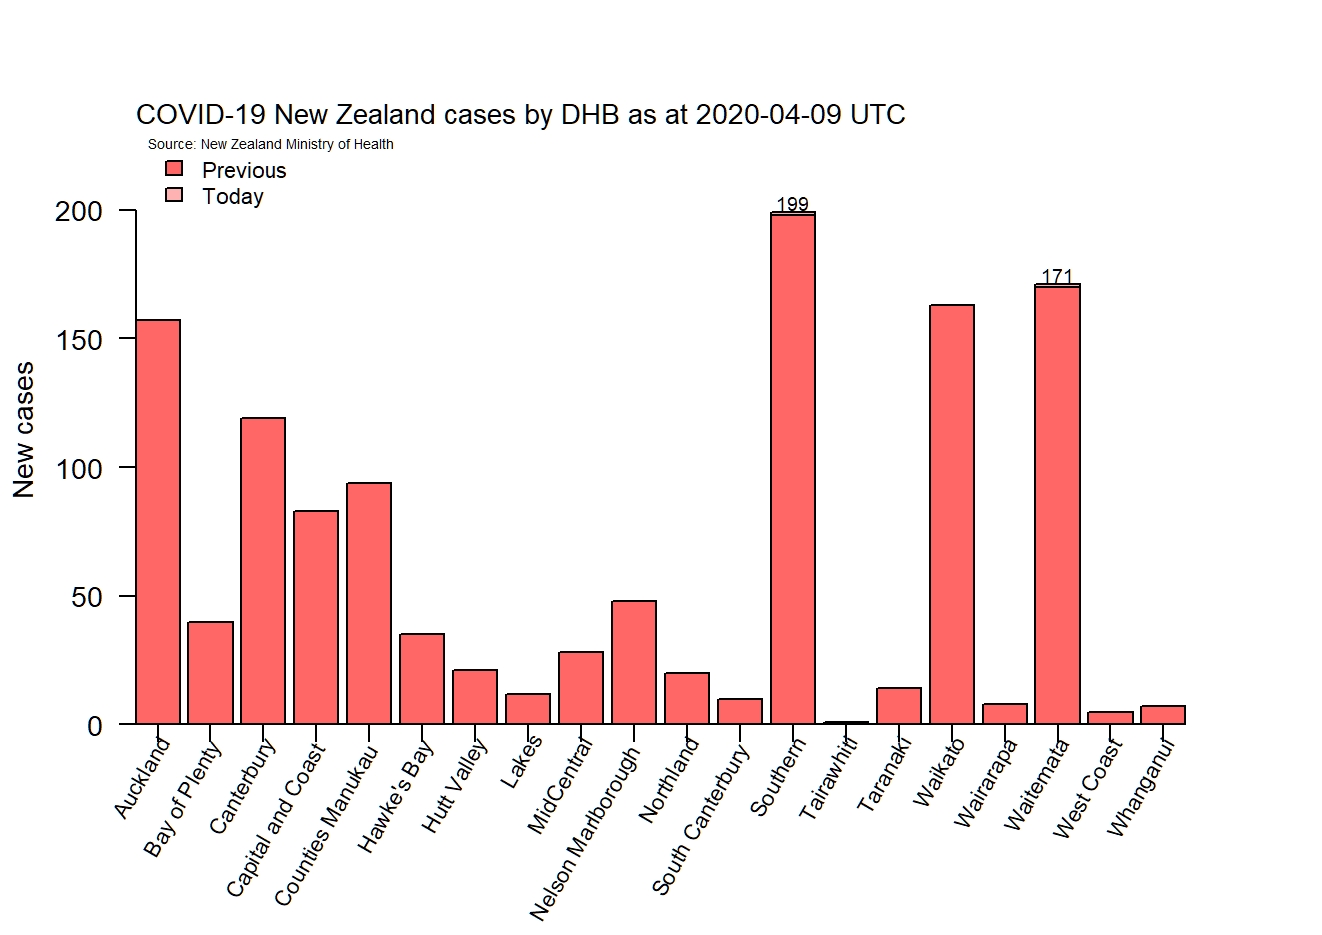 COVID-19 New Zealand cases by DHB as at 2020-04-09 UTC
Source: New Zealand Ministry of Health
Previous
Today
New cases
200
150
100
50
0
199
171
Auckland
Bay of Plenty
Canterbury
Capital and Coast
Counties Manukau
Hawke's Bay
Hutt Valley
Lakes
MidCentral
Nelson Marlborough
Northland
South Canterbury
Southern
Tairawhiti
Taranaki
Waikato
Wairarapa
Waitemata
West Coast
Whanganui